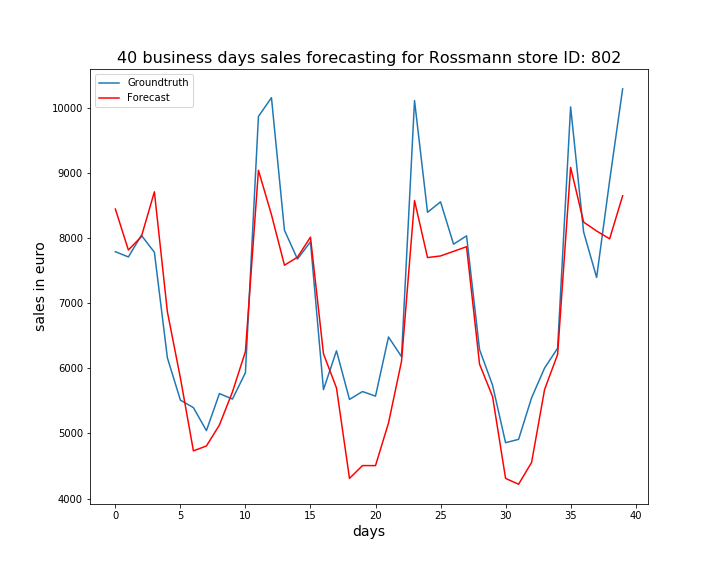 40 business days sales forecasting for Rossmann store ID: 802
Groundtruth
Forecast
sales in euro
10000
9000
8000
7000
6000
5000
4000
0 5 10 15 20 25 30 35 40
days